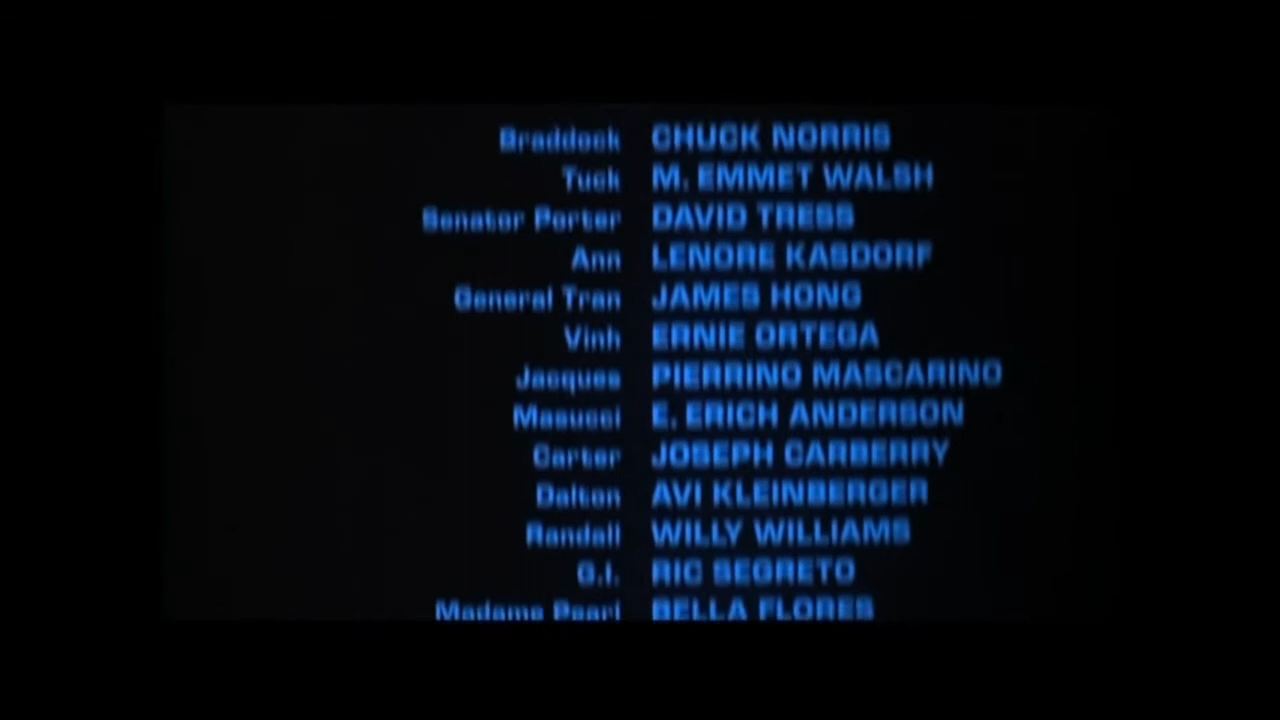 Braddock CHUCK NORRIS
Tuck M. EMMET WALSH
Senator Porter DAVID TRESS
Ann LENORE KASDORF
General Tran JAMES HONG
Vinh ERNIE ORTEGA
Jacques PIERRINO MASCARINO
Masucci E. ERICH ANDERSON
Carter JOSEPH CARBERRY
Dalton AVI KLEINBERGER
Randall WILLY WILLIAMS
G.I. RIC SEGRETO
Madame Pearl BELLA FLORES